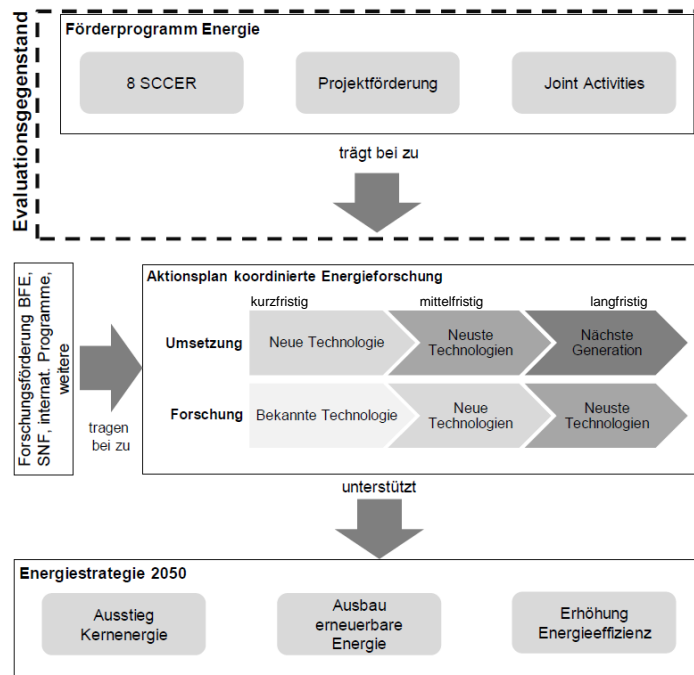 Evaluationsgegenstand
Förderprogramm Energie
8 SCCER
Projektförderung
Joint Activities
trägt bei zu
Forschungsförderung BFE,
SNF, internat. Programme,
weitere
tragen
bei zu
Aktionsplan koordinierte Energieforschung
kurzfristig
mittelfristig
langfristig
Umsetzung
Neue Technologie
Neuste
Technologien
Nächste
Generation
Forschung
Bekannte Technologie
Neue
Technologien
Neuste
Technologien
unterstützt
Energiestrategie 2050
Ausstieg
Kernenergie
Ausbau
erneuerbare
Energie
Erhöhung
Energieeffizienz